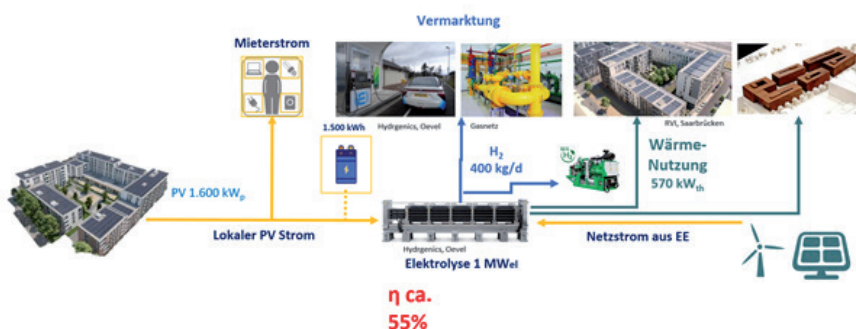 Vermarktung
Mieterstrom
1.500 kWh
Hydrgenics, Oevel
Gasnetz
RVI, Saarbrücken
H2
400 kg/d
Wärme-
Nutzung
570 kWth
PV 1.600 kWp
Lokaler PV Strom
Hydrgenics, Oevel
Netzstrom aus EE
Elektrolyse 1 MWel
η ca.
55%